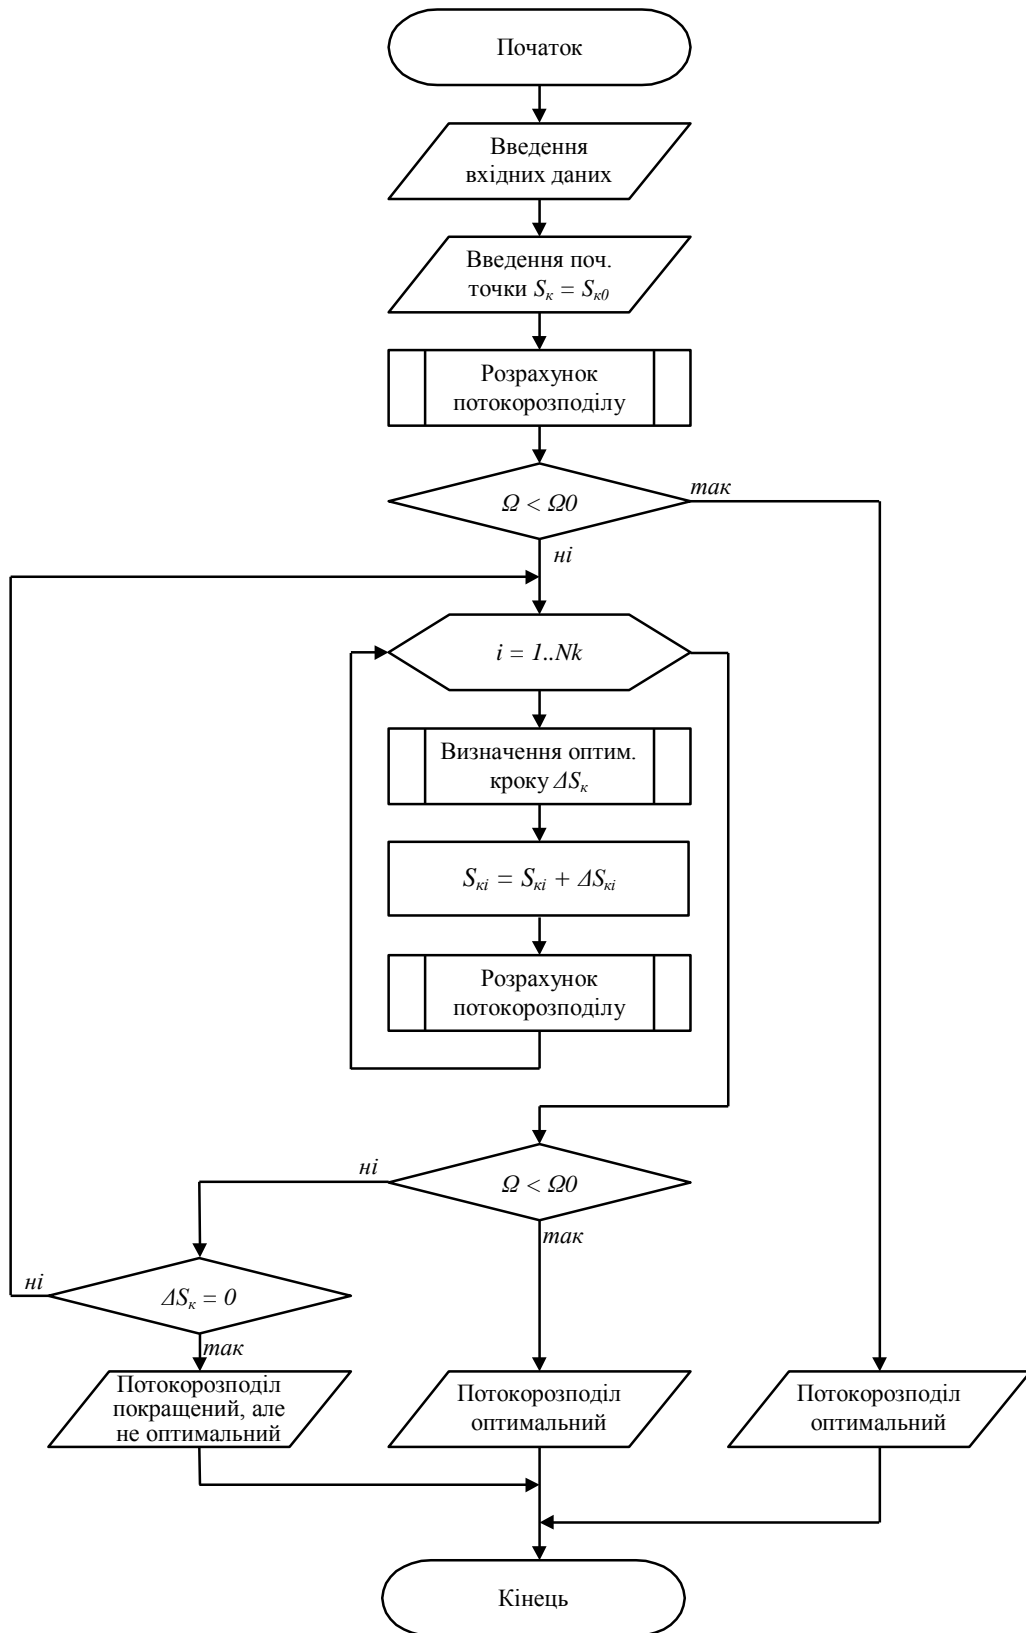 Початок
Введення
вхідних даних
Введення поч.
точки Sк = Sк0
Розрахунок
потокорозподілу
Ω < Ω0
так
ні
i = 1..Nk
Визначення оптим.
кроку ΔSк
Sкi = Sкi + ΔSкi
Розрахунок
потокорозподілу
ні
Ω < Ω0
так
ні
ΔSк = 0
так
Потокорозподіл
покращений, але
не оптимальний
Потокорозподіл
оптимальний
Потокорозподіл
оптимальний
Кінець